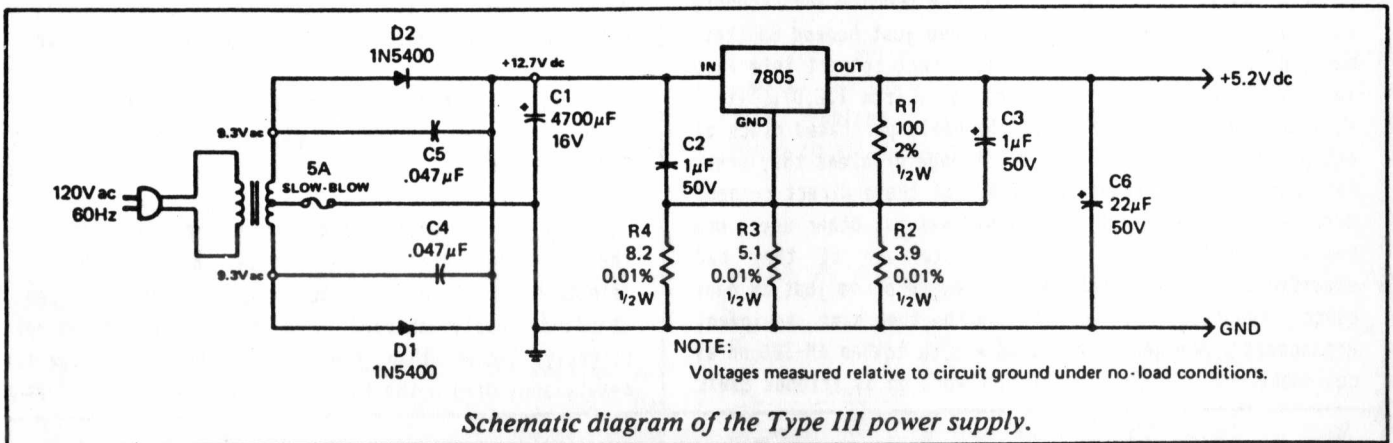 D2
1N5400
+12.7V dc
IN
7805
OUT
GND
+5.2V dc
C1
4700μF
16V
R1
100
2%
1/2W
C3
1μF
50V
9.3V ac
C5
.047μF
C2
1μF
50V
120V ac
60Hz
5A
SLOW-BLOW
C6
22μF
50V
C4
.047μF
R4
8.2
0.01%
1/2W
R3
5.1
0.01%
1/2W
R2
3.9
0.01%
1/2W
9.3V ac
D1
1N5400
GND
NOTE:
Voltages measured relative to circuit ground under no-load conditions.
Schematic diagram of the Type III power supply.